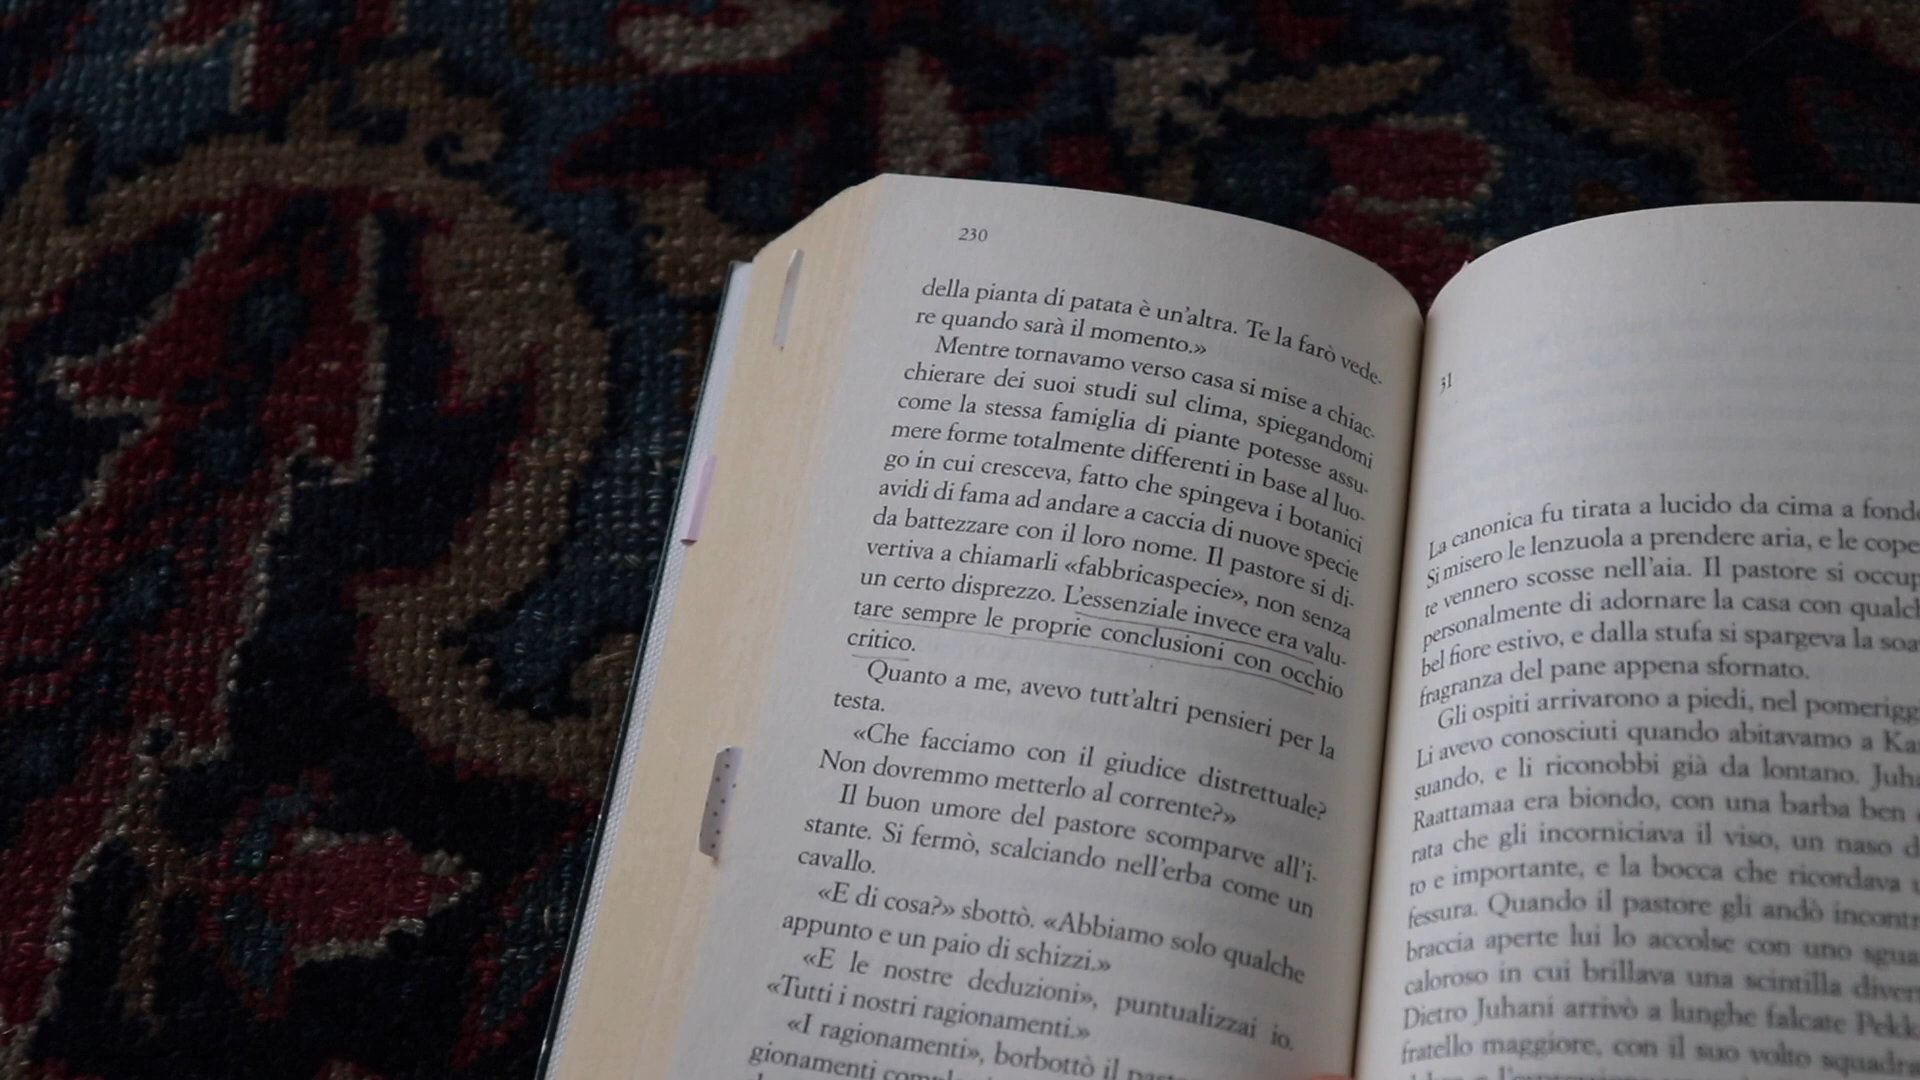 230
della pianta di patata è un'altra. Te la farò vede-
re quando sarà il momento.»
Mentre tornavamo verso casa si mise a chiac-
chierare dei suoi studi sul clima, spiegandomi
come la stessa famiglia di piante potesse assu-
mere forme totalmente differenti in base al luo-
go in cui cresceva, fatto che spingeva i botanici
avidi di fama ad andare a caccia di nuove specie
da battezzare con il loro nome. Il pastore si di-
vertiva a chiamarli «fabbricaspecie», non senza
un certo disprezzo. L'essenziale invece era valu-
tare sempre le proprie conclusioni con occhio
critico.
Quanto a me, avevo tutt'altri pensieri per la
testa.
«Che facciamo con il giudice distrettuale?
Non dovremmo metterlo al corrente?»
Il buon umore del pastore scomparve all'i-
stante. Si fermò, scalciando nell'erba come un
cavallo.
«E di cosa?» sbottò. «Abbiamo solo qualche
appunto e un paio di schizzi.»
«E le nostre deduzioni», puntualizzai io.
«Tutti i nostri ragionamenti.»
«I ragionamenti», borbottò il
gionamenti
31
La canonica fu tirata a lucido da cima a
Si misero le lenzuola a prendere aria, e le
te vennero scosse nell'aia. Il pastore si
personalmente di adornare la casa con
bel fiore estivo, e dalla stufa si spargeva la
fragranza del pane appena sfornato.
Gli ospiti arrivarono a piedi, nel
Li avevo conosciuti quando abitavamo a
suando, e li riconobbi già da lontano.
Raattamaa era biondo, con una barba ben
rata che gli incorniciava il viso, un naso
to e importante, e la bocca che ricordava
fessura. Quando il pastore gli andò
braccia aperte lui lo accolse con uno
caloroso in cui brillava una scintilla
Dietro Juhani arrivò a lunghe falcate
fratello maggiore, con il suo volto